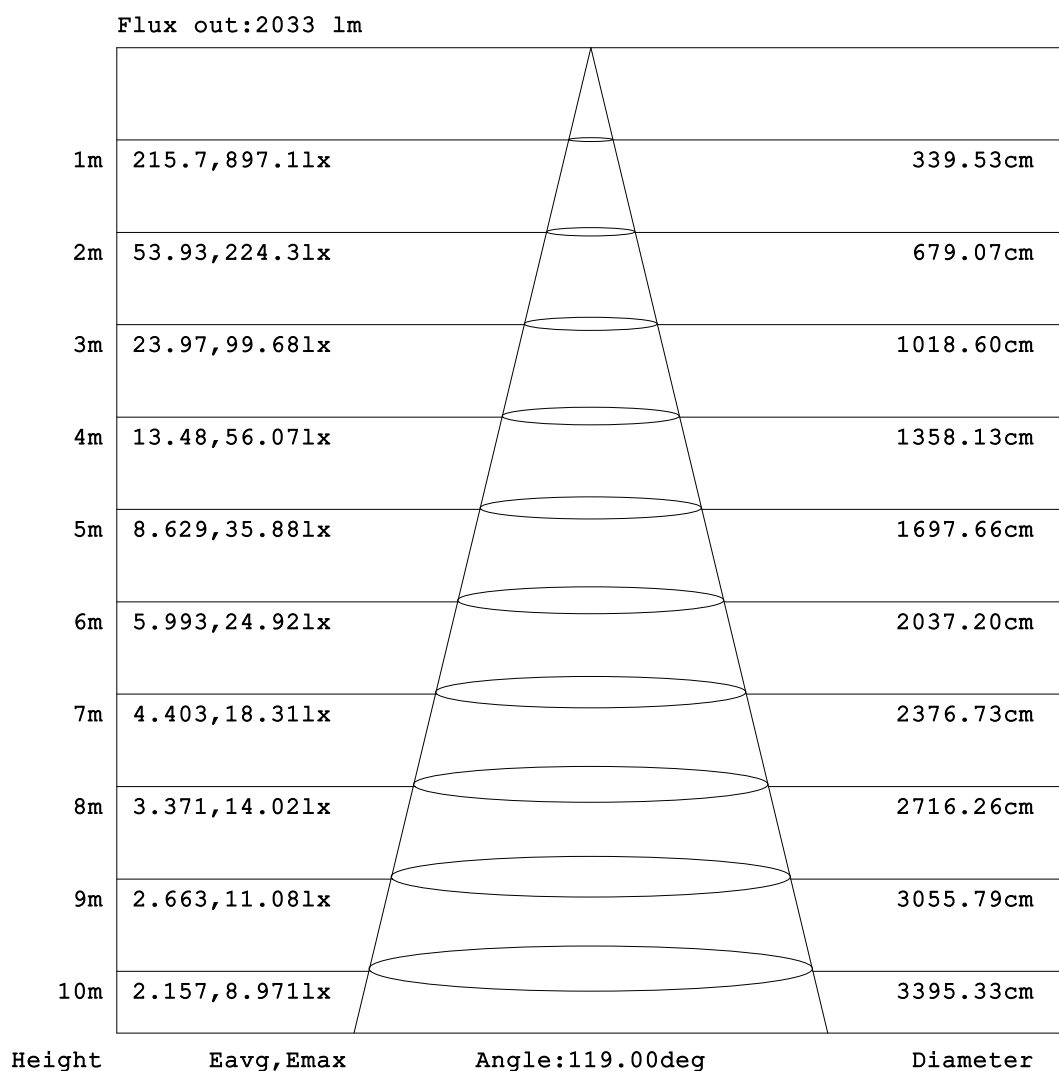 Flux out:2033 lm
1m 215.7,897.1lx 339.53cm
2m 53.93,224.3lx 679.07cm
3m 23.97,99.68lx 1018.60cm
4m 13.48,56.07lx 1358.13cm
5m 8.629,35.88lx 1697.66cm
6m 5.993,24.92lx 2037.20cm
7m 4.403,18.31lx 2376.73cm
8m 3.371,14.02lx 2716.26cm
9m 2.663,11.08lx 3055.79cm
10m 2.157,8.971lx 3395.33cm
Height Eavg,Emax Angle:119.00deg Diameter